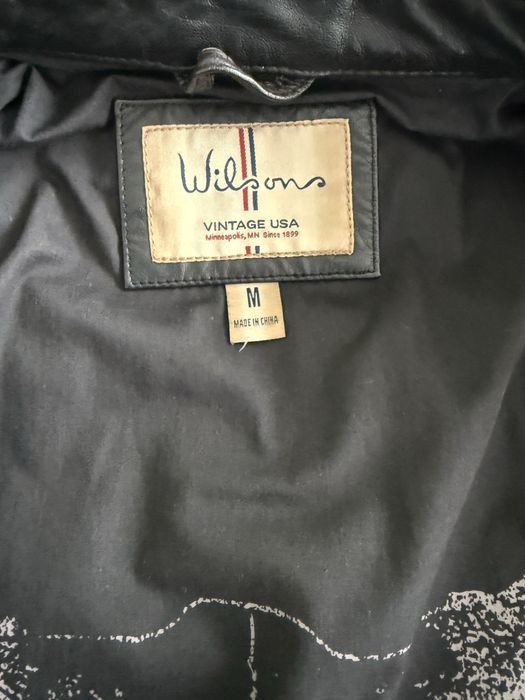 Wilsons
VINTAGE USA
Minneapolis, MN Since 1899
M
MADE IN CHINA